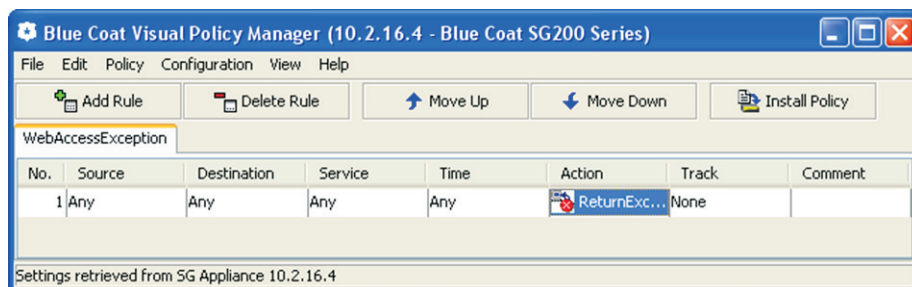 Blue Coat Visual Policy Manager (10.2.16.4 - Blue Coat SG200 Series)
File Edit Policy Configuration View Help
Add Rule Delete Rule Move Up Move Down Install Policy
WebAccessException
No. Source Destination Service Time Action Track Comment
1 Any Any Any Any ReturnExc... None
Settings retrieved from SG Appliance 10.2.16.4